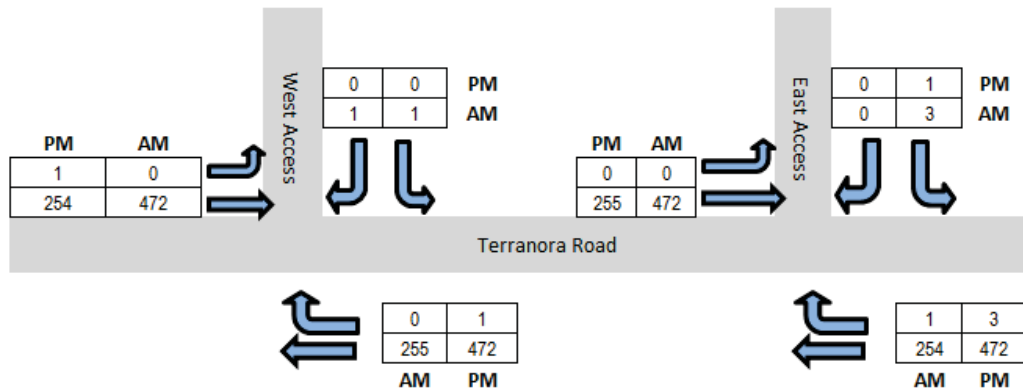 West Access
0 0 PM
1 1 AM
PM AM
1 0
254 472
East Access
0 1 PM
0 3 AM
PM AM
0 0
255 472
Terranora Road
0 1
255 472
AM PM
1 3
254 472
AM PM